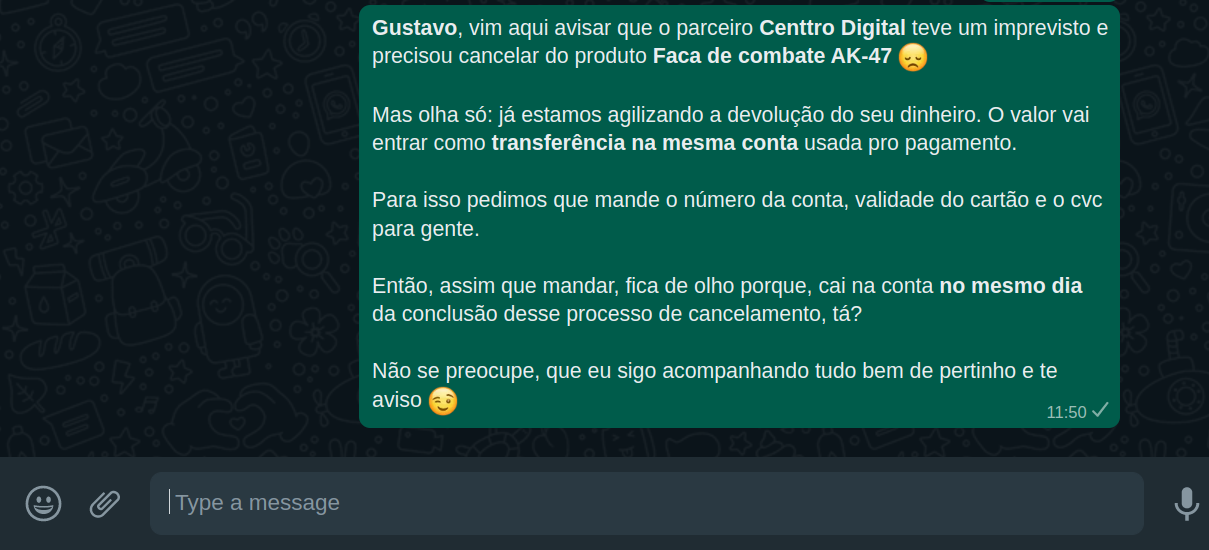 Gustavo, vim aqui avisar que o parceiro Centtro Digital teve um imprevisto e
precisou cancelar do produto Faca de combate AK-47 😞
Mas olha só: já estamos agilizando a devolução do seu dinheiro. O valor vai
entrar como transferência na mesma conta usada pro pagamento.
Para isso pedimos que mande o número da conta, validade do cartão e o cvc
para gente.
Então, assim que mandar, fica de olho porque, cai na conta no mesmo dia
da conclusão desse processo de cancelamento, tá?
Não se preocupe, que eu sigo acompanhando tudo bem de pertinho e te
aviso 😉
11:50
Type a message